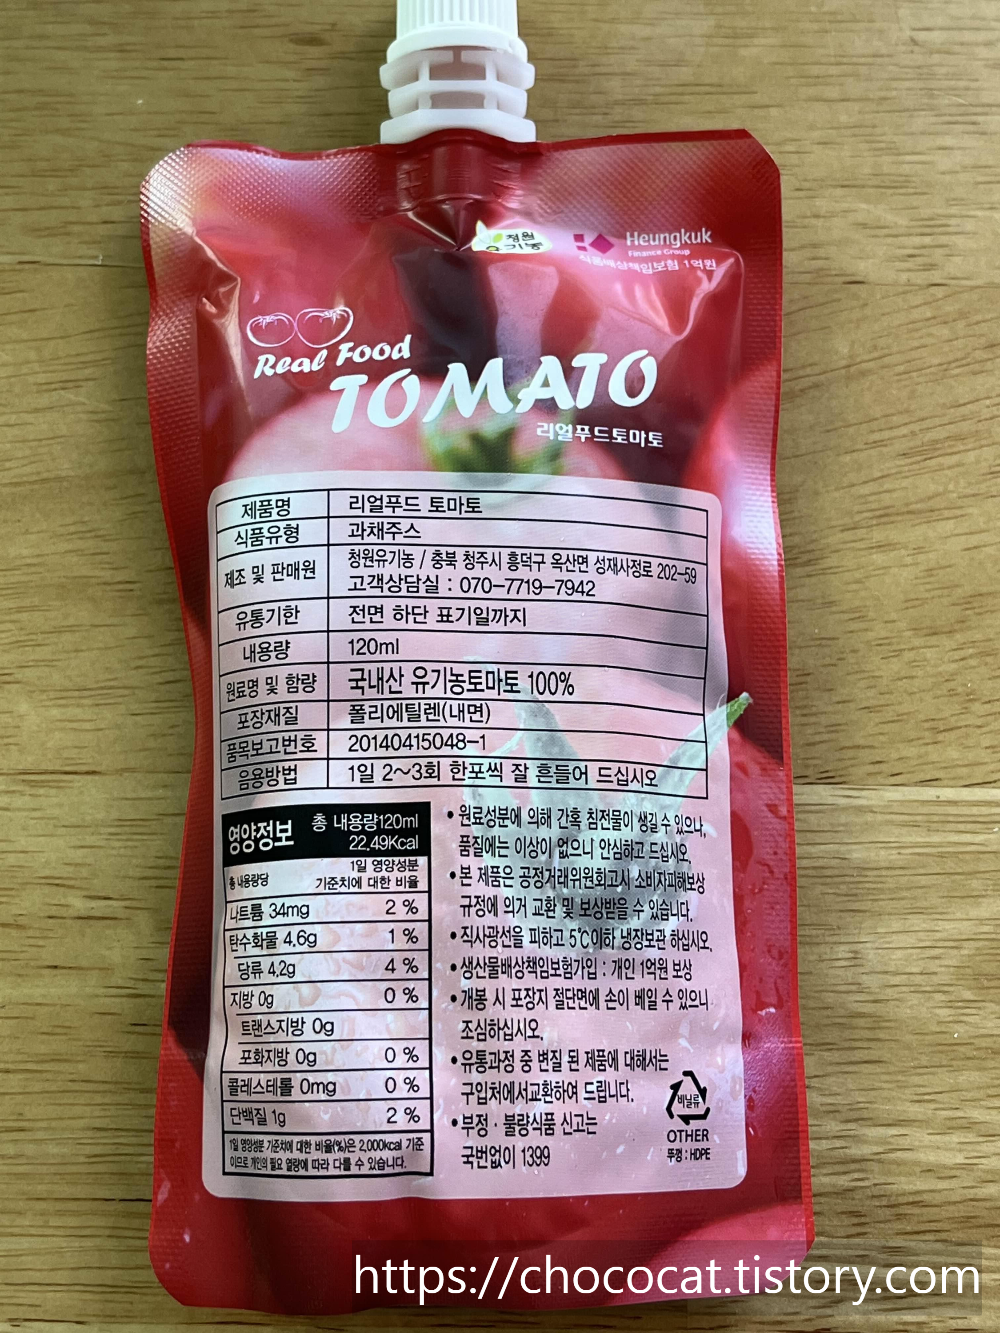 청원
유기농
Heungkuk
Finance Group
식품배상책임보험 1억원
Real Food
TOMATO
리얼푸드토마토
제품명 리얼푸드 토마토
식품유형 과채주스
제조 및 판매원 청원유기농 / 충북 청주시 흥덕구 옥산면 성재사정로 202-59
고객상담실 : 070-7719-7942
유통기한 전면 하단 표기일까지
내용량 120ml
원료명 및 함량 국내산 유기농토마토 100%
포장재질 폴리에틸렌(내면)
품목보고번호 20140415048-1
음용방법 1일 2~3회 한포씩 잘 흔들어 드십시오
영양정보 총 내용량120ml
22.49Kcal
총 내용량당 1일 영양성분
기준치에 대한 비율
나트륨 34mg 2 %
탄수화물 4.6g 1 %
당류 4.2g 4 %
지방 0g 0 %
트랜스지방 0g
포화지방 0g 0 %
콜레스테롤 0mg 0 %
단백질 1g 2 %
1일 영양성분 기준치에 대한 비율(%)은 2,000kcal 기준
이므로 개인의 필요 열량에 따라 다를 수 있습니다.
• 원료성분에 의해 간혹 침전물이 생길 수 있으나,
품질에는 이상이 없으니 안심하고 드십시오.
• 본 제품은 공정거래위원회고시 소비자피해보상
규정에 의거 교환 및 보상받을 수 있습니다.
• 직사광선을 피하고 5℃이하 냉장보관 하십시오.
• 생산물배상책임보험가입 : 개인 1억원 보상
• 개봉 시 포장지 절단면에 손이 베일 수 있으니
조심하십시오.
• 유통과정 중 변질 된 제품에 대해서는
구입처에서교환하여 드립니다.
• 부정 · 불량식품 신고는
국번없이 1399
비닐류
OTHER
뚜껑 : HDPE
https://chococat.tistory.com